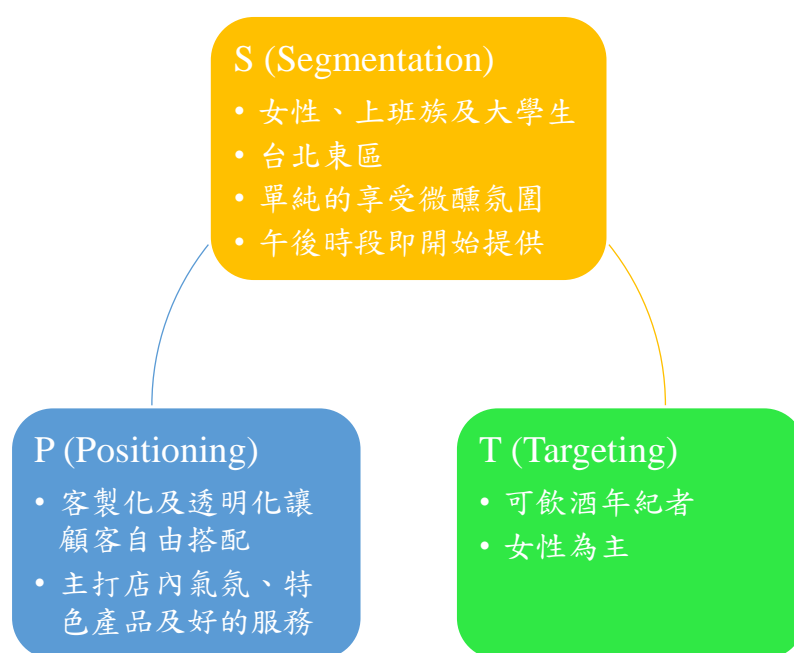 S (Segmentation)
• 女性、上班族及大學生
• 台北東區
• 單純的享受微醺氛圍
• 午後時段即開始提供
P (Positioning)
• 客製化及透明化讓
顧客自由搭配
• 主打店內氣氛、特
色產品及好的服務
T (Targeting)
• 可飲酒年紀者
• 女性為主